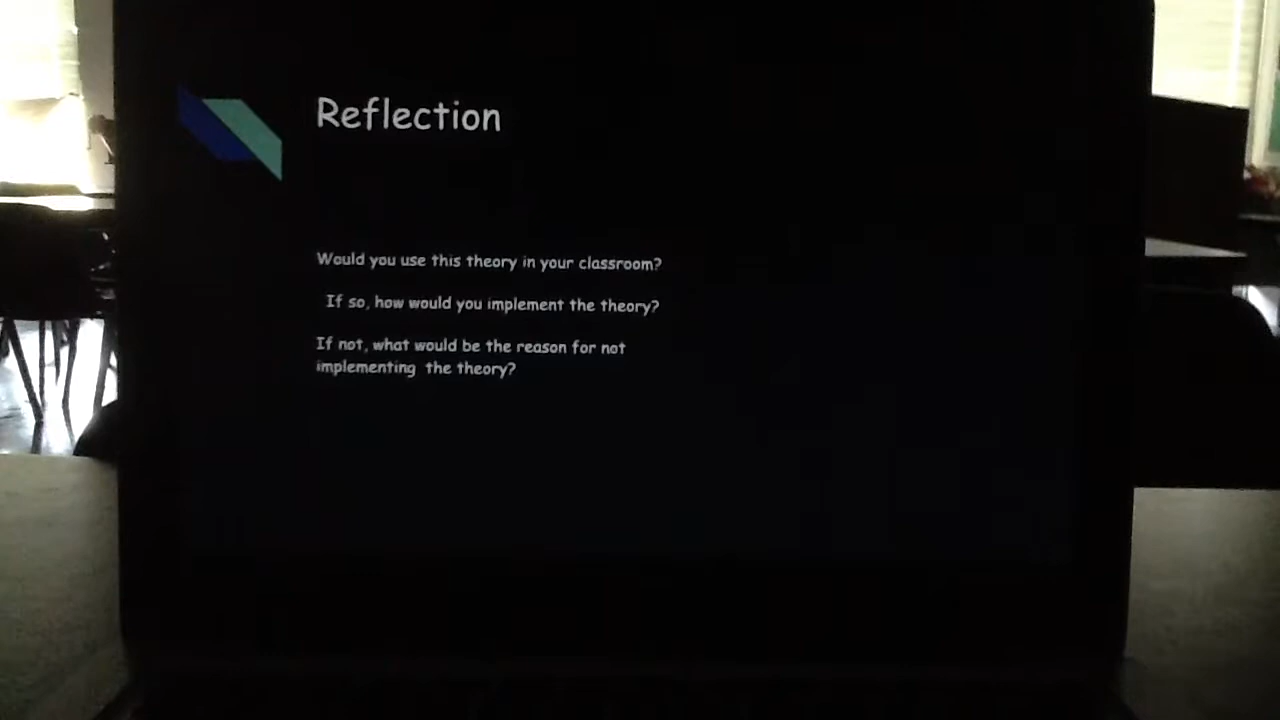 Reflection
Would you use this theory in your classroom?
If so, how would you implement the theory?
If not, what would be the reason for not
implementing the theory?